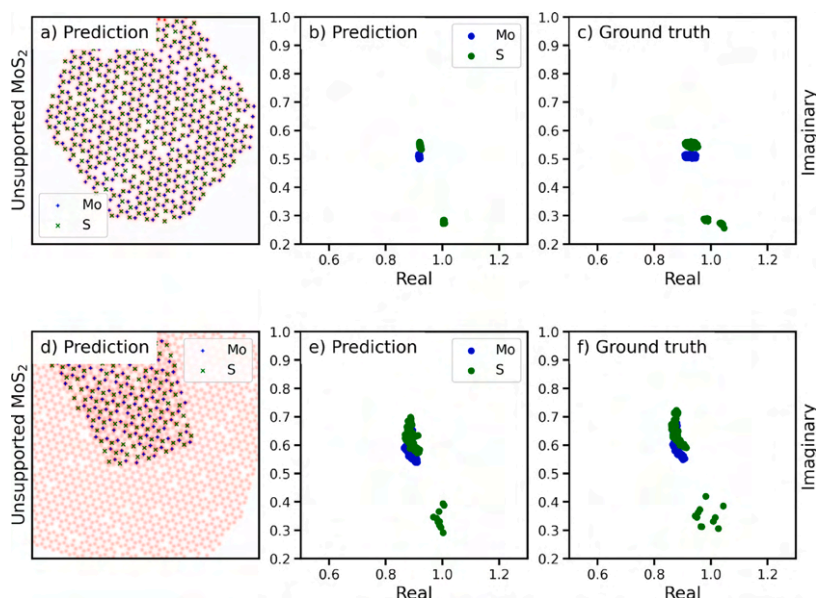 a) Prediction
b) Prediction
c) Ground truth
Unsupported MoS₂
Mo
S
Mo
S
1.0
0.9
0.8
0.7
0.6
0.5
0.4
0.3
0.2
0.6 0.8 1.0 1.2
Real
1.0
0.9
0.8
0.7
0.6
0.5
0.4
0.3
0.2
0.6 0.8 1.0 1.2
Real
Imaginary
d) Prediction
e) Prediction
f) Ground truth
Unsupported MoS₂
Mo
S
Mo
S
1.0
0.9
0.8
0.7
0.6
0.5
0.4
0.3
0.2
0.6 0.8 1.0 1.2
Real
1.0
0.9
0.8
0.7
0.6
0.5
0.4
0.3
0.2
0.6 0.8 1.0 1.2
Real
Imaginary